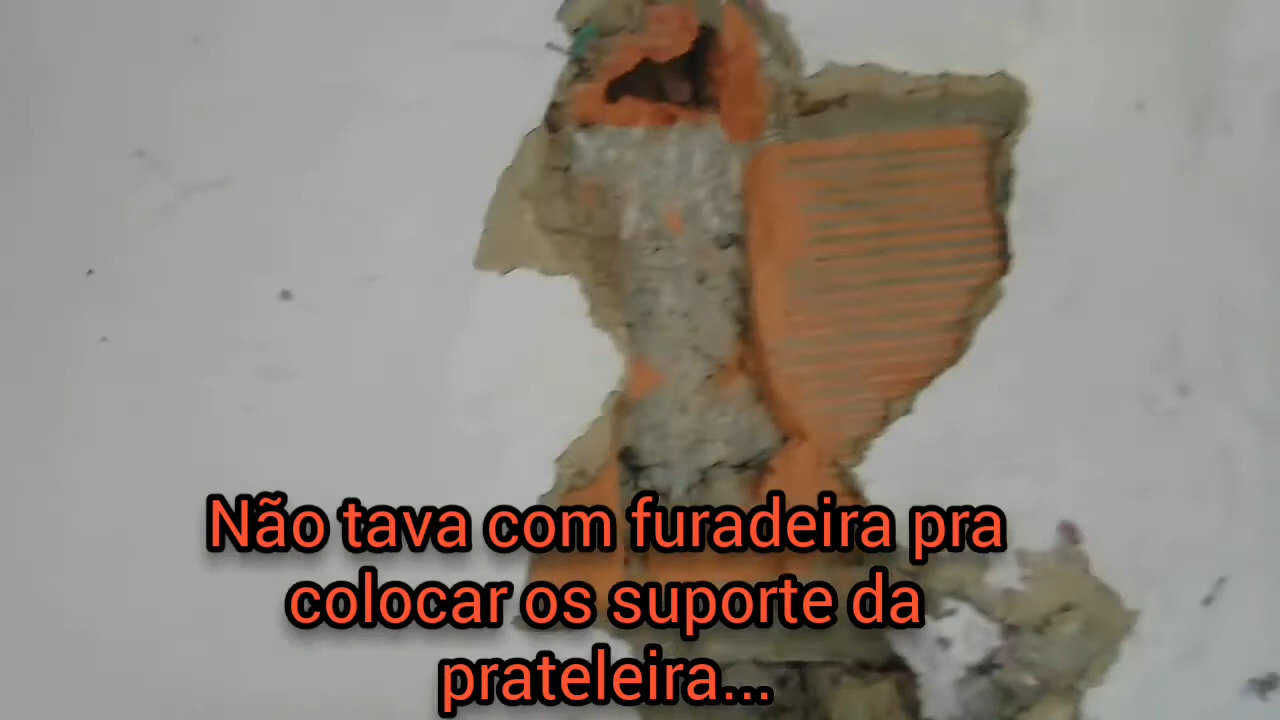 Não tava com furadeira pra
colocar os suporte da
prateleira...